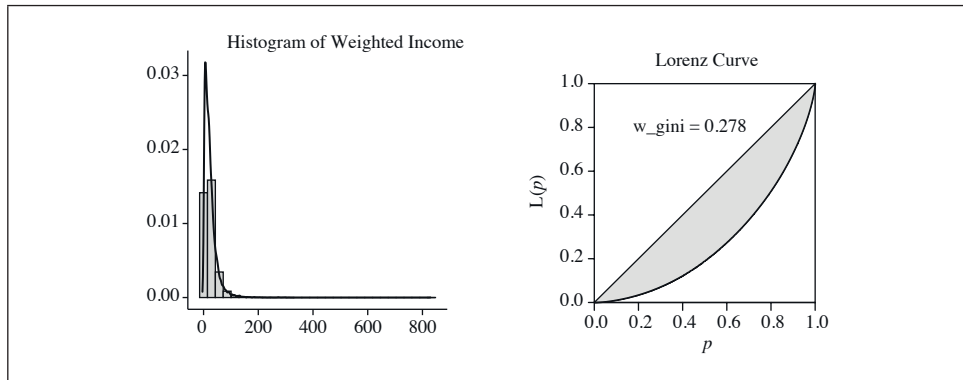 Histogram of Weighted Income
0.03
0.02
0.01
0.00
0 200 400 600 800
Lorenz Curve
1.0
w_gini = 0.278
0.8
0.6
L(p)
0.4
0.2
0.0
0.0 0.2 0.4 0.6 0.8 1.0
p